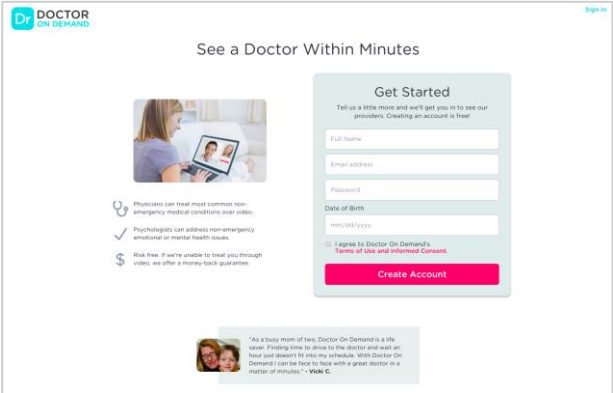 Dr DOCTOR
ON DEMAND
Sign in
See a Doctor Within Minutes
Physicians can treat most common non-
emergency medical conditions over video.
Psychologists can address non-emergency
emotional or mental health issues.
Risk free. If we're unable to treat you through
video, we offer a money-back guarantee.
Get Started
Tell us a little more and we'll get you in to see our
providers. Creating an account is free!
Full Name
Email address
Password
Date of Birth
mm/dd/yyyy
I agree to Doctor On Demand's
Terms of Use and Informed Consent.
Create Account
"As a busy mom of two, Doctor On Demand is a life
saver. Finding time to drive to the doctor and wait an
hour just doesn't fit into my schedule. With Doctor On
Demand I can be face to face with a great doctor in a
matter of minutes." - Vicki C.